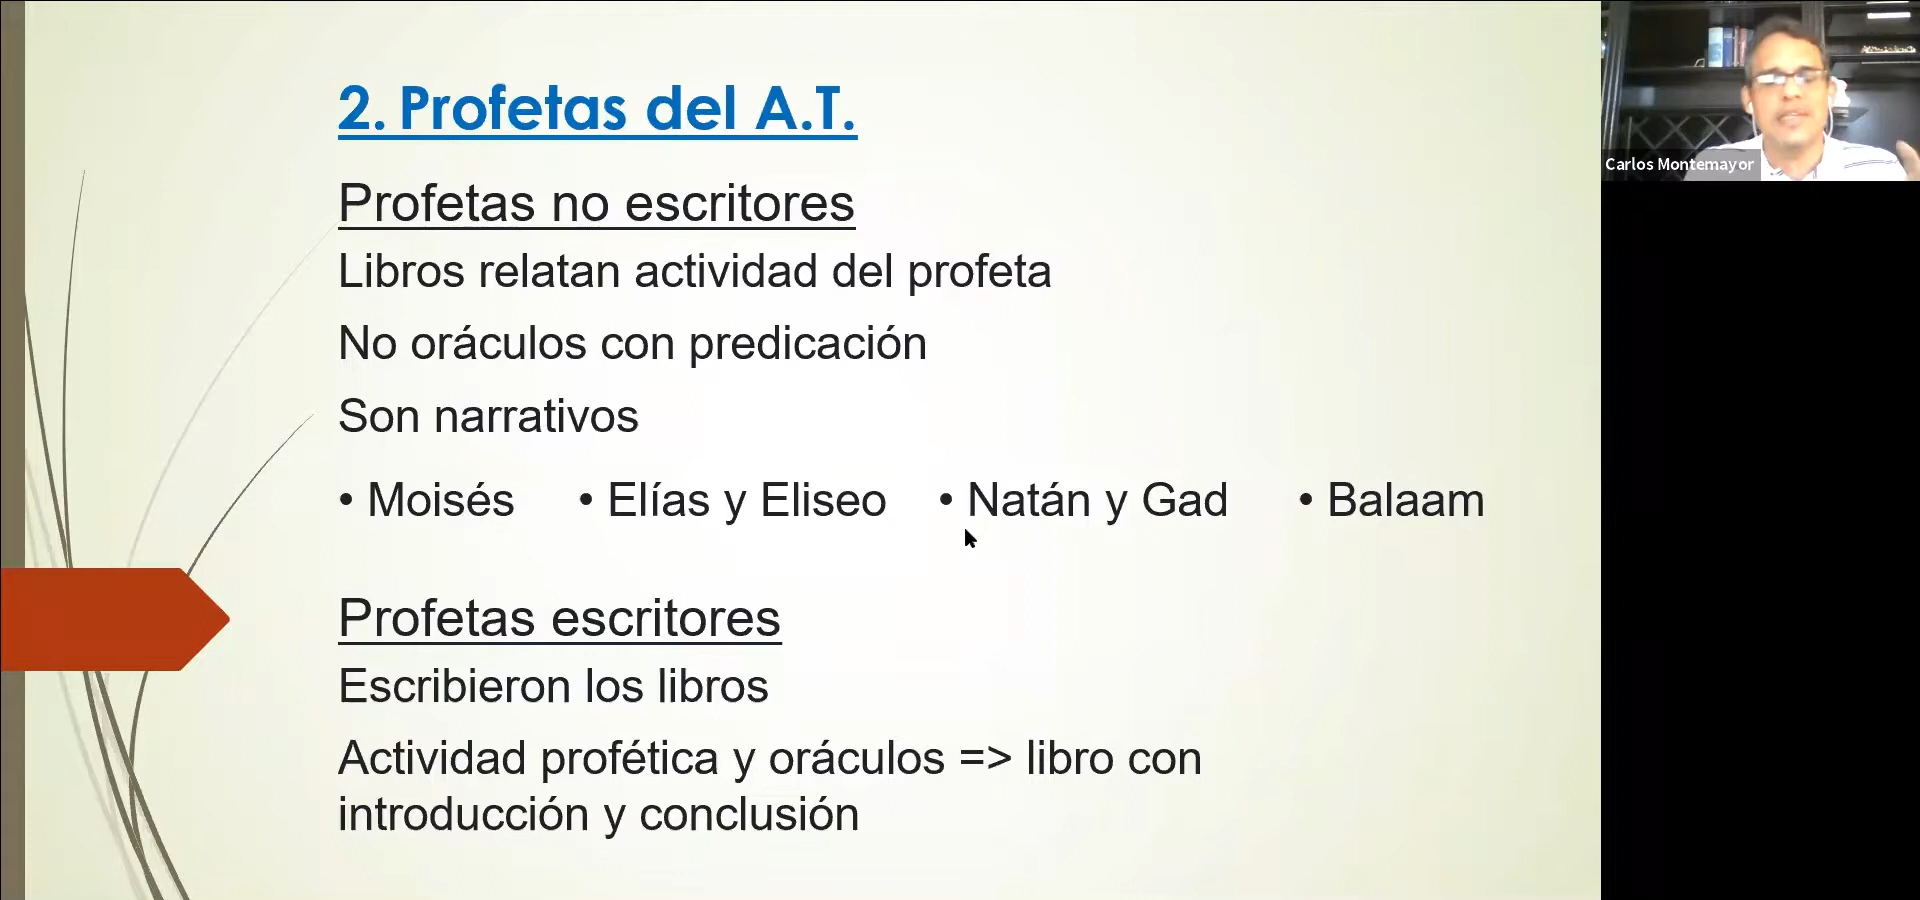 2. Profetas del A.T.
Profetas no escritores
Libros relatan actividad del profeta
No oráculos con predicación
Son narrativos
• Moisés • Elías y Eliseo • Natán y Gad • Balaam
Profetas escritores
Escribieron los libros
Actividad profética y oráculos => libro con
introducción y conclusión
Carlos Montemayor